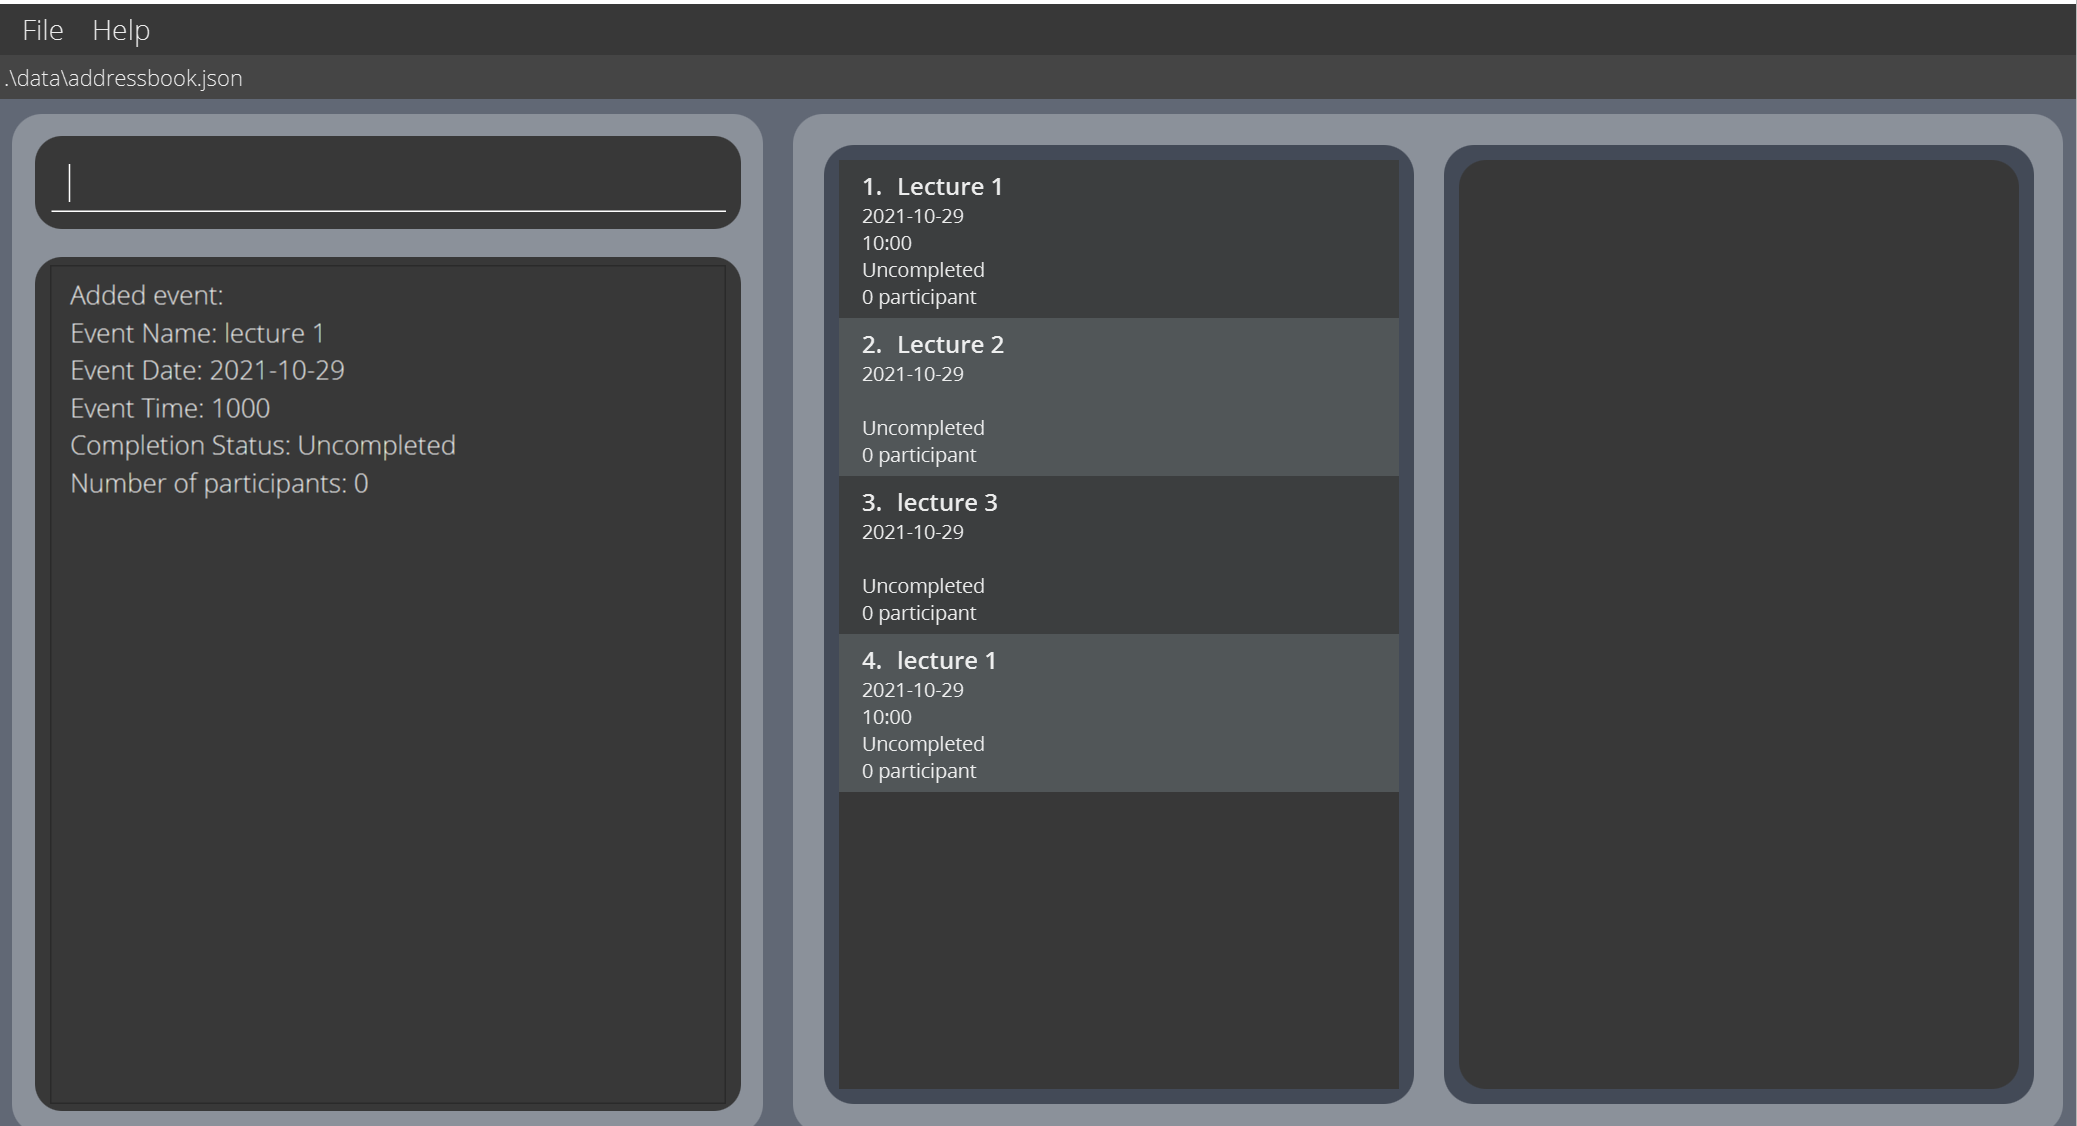 File Help
.\data\addressbook.json
Added event:
Event Name: lecture 1
Event Date: 2021-10-29
Event Time: 1000
Completion Status: Uncompleted
Number of participants: 0
1. Lecture 1
2021-10-29
10:00
Uncompleted
0 participant
2. Lecture 2
2021-10-29
Uncompleted
0 participant
3. lecture 3
2021-10-29
Uncompleted
0 participant
4. lecture 1
2021-10-29
10:00
Uncompleted
0 participant